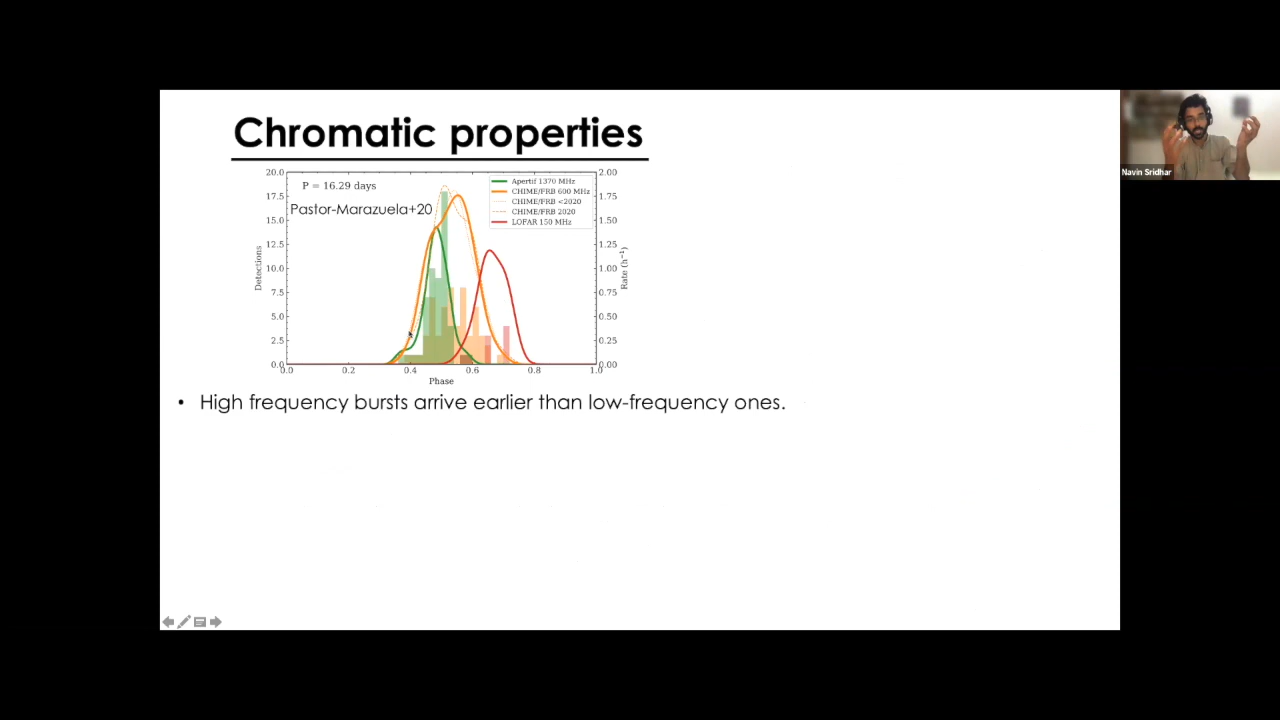 Chromatic properties
P = 16.29 days
Pastor-Marazuela+20
Apertif 1370 MHz
CHIME/FRB 600 MHz
CHIME/FRB <2020
CHIME/FRB 2020
LOFAR 150 MHz
20.0
17.5
15.0
12.5
10.0
7.5
5.0
2.5
0.0
Detections
2.00
1.75
1.50
1.25
1.00
0.75
0.50
0.25
0.00
Rate (h⁻¹)
0.0 0.2 0.4 0.6 0.8 1.0
Phase
• High frequency bursts arrive earlier than low-frequency ones.
Navin Sridhar